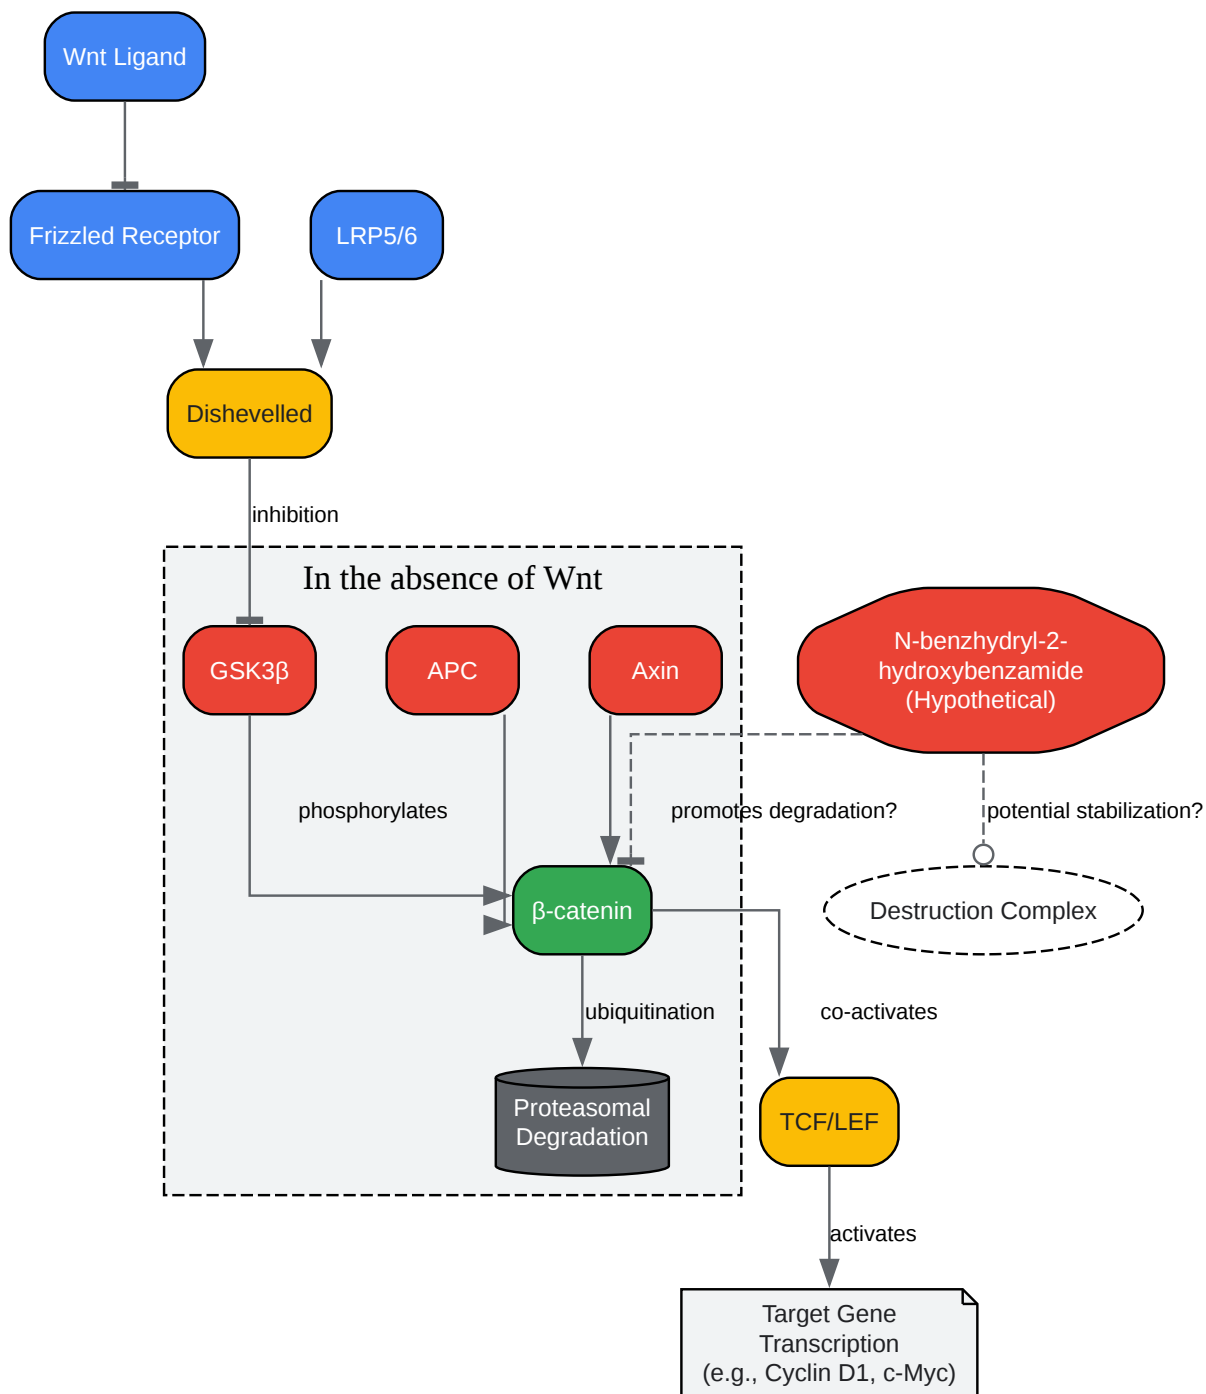 Wnt Ligand
Frizzled Receptor
LRP5/6
Dishevelled
inhibition
In the absence of Wnt
GSK3β
APC
Axin
N-benzhydryl-2-
hydroxybenzamide
(Hypothetical)
phosphorylates
promotes degradation?
potential stabilization?
β-catenin
Destruction Complex
ubiquitination
co-activates
Proteasomal
Degradation
TCF/LEF
activates
Target Gene
Transcription
(e.g., Cyclin D1, c-Myc)